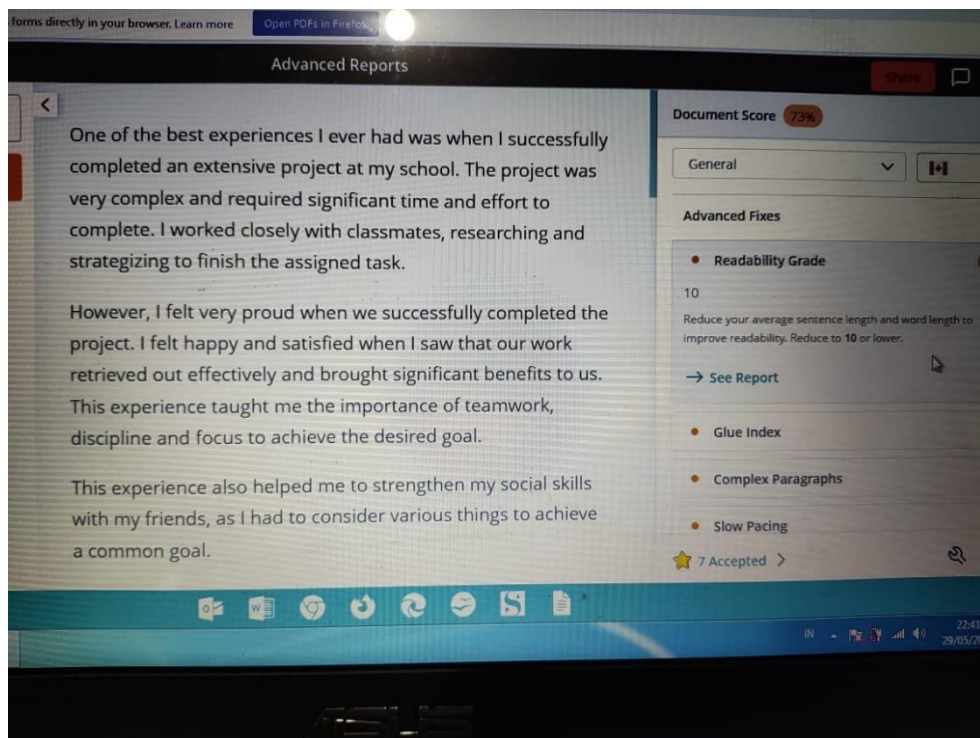 forms directly in your browser. Learn more
Open PDFs in Firefox
Advanced Reports
Share
One of the best experiences I ever had was when I successfully
completed an extensive project at my school. The project was
very complex and required significant time and effort to
complete. I worked closely with classmates, researching and
strategizing to finish the assigned task.
However, I felt very proud when we successfully completed the
project. I felt happy and satisfied when I saw that our work
retrieved out effectively and brought significant benefits to us.
This experience taught me the importance of teamwork,
discipline and focus to achieve the desired goal.
This experience also helped me to strengthen my social skills
with my friends, as I had to consider various things to achieve
a common goal.
Document Score 73%
General
Advanced Fixes
Readability Grade
10
Reduce your average sentence length and word length to
improve readability. Reduce to 10 or lower.
→ See Report
Glue Index
Complex Paragraphs
Slow Pacing
7 Accepted
W
S
IN
22:41
29/05/2
ASUS